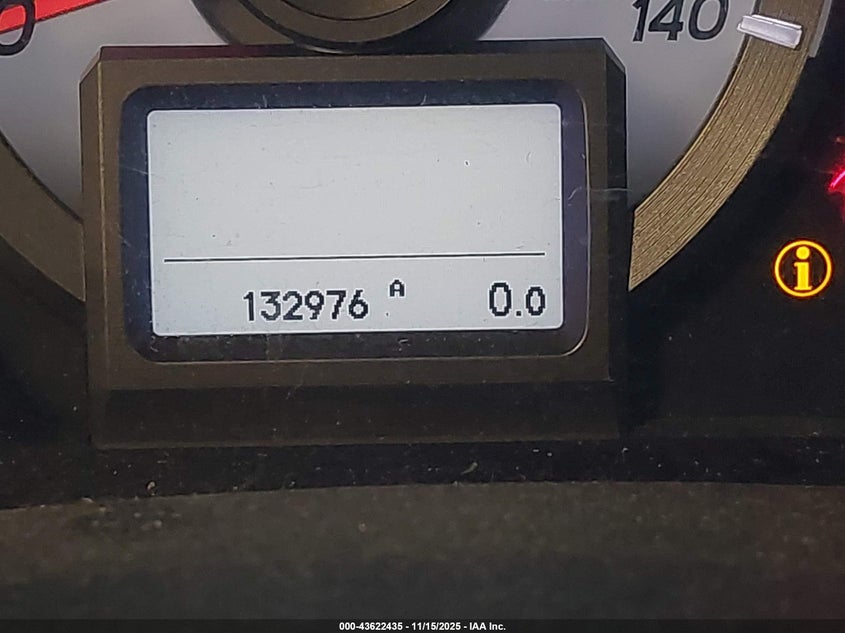 140
132976 A 0.0
i
000-43622435 - 11/15/2025 - IAA Inc.